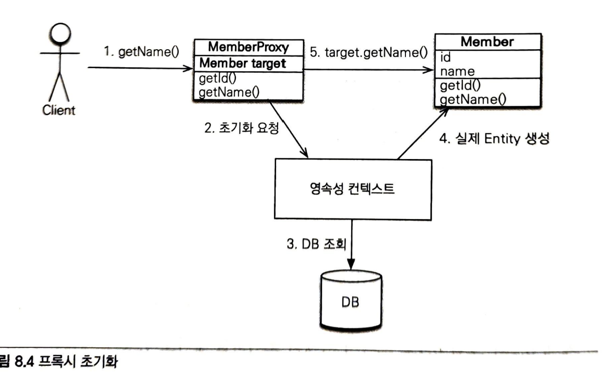 1. getName()
MemberProxy
Member target
getId()
getName()
5. target.getName()
Member
id
name
getId()
getName()
Client
2. 초기화 요청
4. 실제 Entity 생성
영속성 컨텍스트
3. DB 조회
DB
림 8.4 프록시 초기화